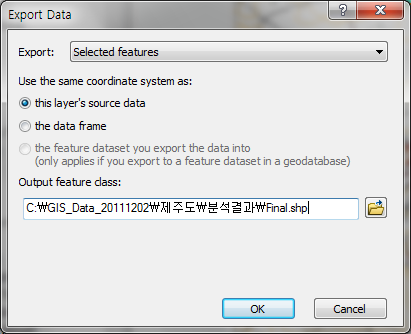 Export Data
?
Export: Selected features
Use the same coordinate system as:
this layer's source data
the data frame
the feature dataset you export the data into
(only applies if you export to a feature dataset in a geodatabase)
Output feature class:
C:₩GIS_Data_20111202₩제주도₩분석결과₩Final.shp
OK Cancel